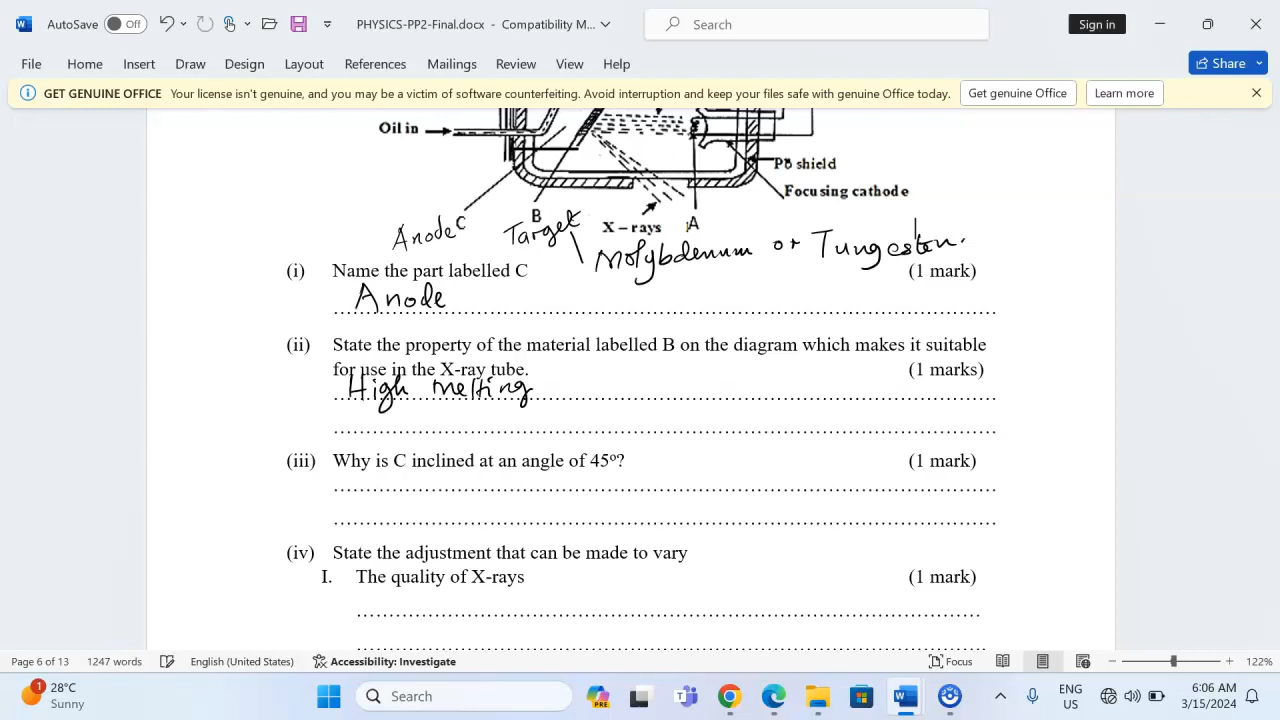 AutoSave Off PHYSICS-PP2-Final.docx - Compatibility M... Search Sign in
File Home Insert Draw Design Layout References Mailings Review View Help Share
GET GENUINE OFFICE Your license isn't genuine, and you may be a victim of software counterfeiting. Avoid interruption and keep your files safe with genuine Office today. Get genuine Office Learn more
Oil in
shield
Focusing cathode
Anode C B Target X – rays A
Molybdenum or Tungesten.
(i) Name the part labelled C (1 mark)
Anode
(ii) State the property of the material labelled B on the diagram which makes it suitable
for use in the X-ray tube. (1 marks)
High melting
(iii) Why is C inclined at an angle of 45º? (1 mark)
(iv) State the adjustment that can be made to vary
I. The quality of X-rays (1 mark)
Page 6 of 13 1247 words English (United States) Accessibility: Investigate Focus 122%
1 28°C
Sunny
Search PRE ENG
US 6:06 AM
3/15/2024